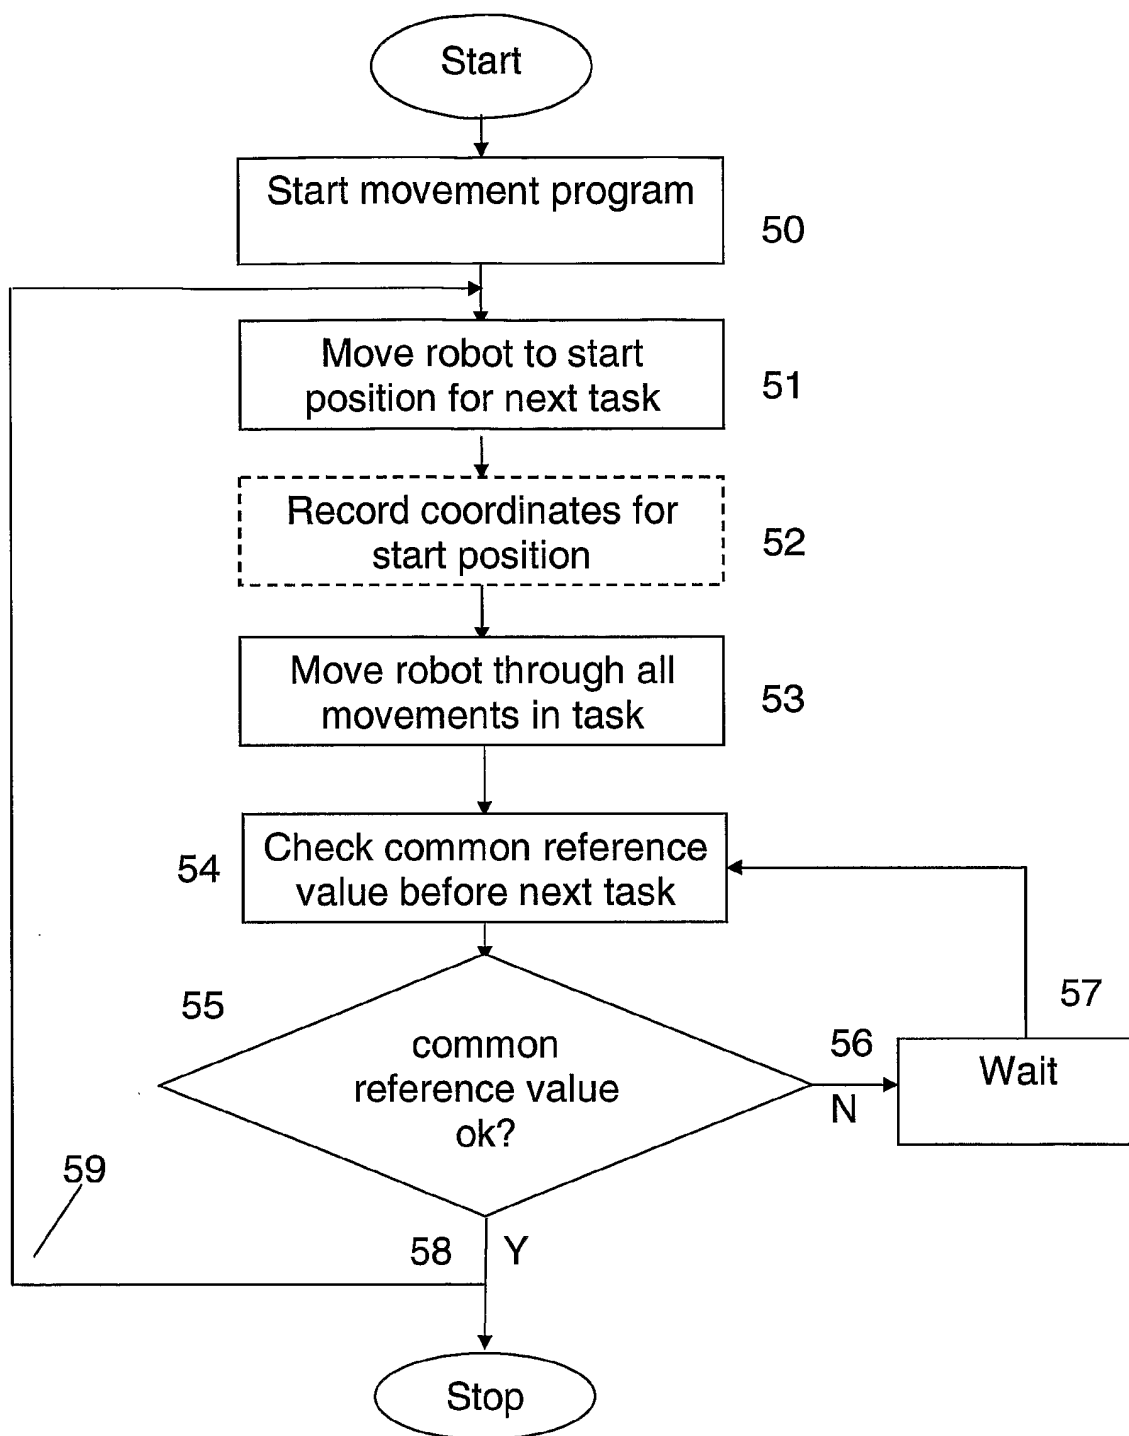 Start
Start movement program
50
Move robot to start
position for next task
51
Record coordinates for
start position
52
Move robot through all
movements in task
53
Check common reference
value before next task
54
55
common
reference value
ok?
56
N
57
Wait
59
58
Y
Stop